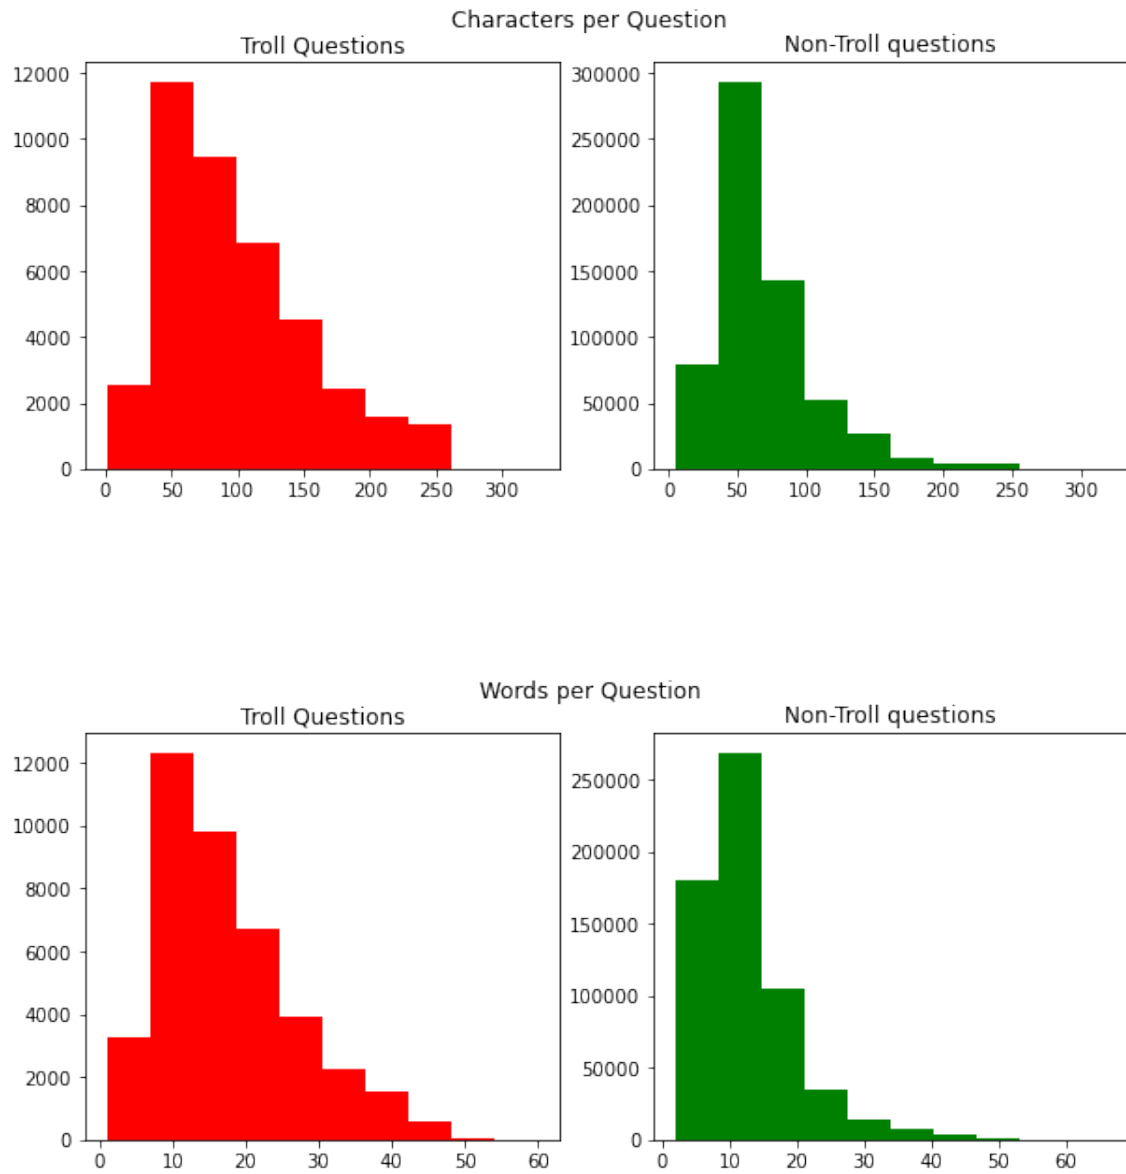 Characters per Question
Troll Questions
Non-Troll questions
12000
10000
8000
6000
4000
2000
0
0 50 100 150 200 250 300
300000
250000
200000
150000
100000
50000
0
0 50 100 150 200 250 300
Words per Question
Troll Questions
Non-Troll questions
12000
10000
8000
6000
4000
2000
0
0 10 20 30 40 50 60
250000
200000
150000
100000
50000
0
0 10 20 30 40 50 60